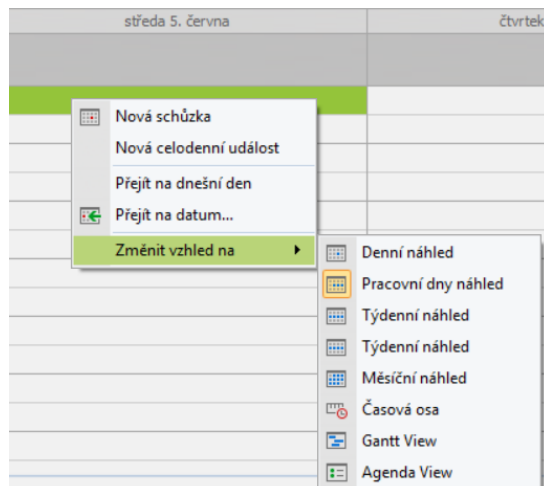 středa 5. června
čtvrtek
Nová schůzka
Nová celodenní událost
Přejít na dnešní den
Přejít na datum...
Změnit vzhled na
Denní náhled
Pracovní dny náhled
Týdenní náhled
Týdenní náhled
Měsíční náhled
Časová osa
Gantt View
Agenda View